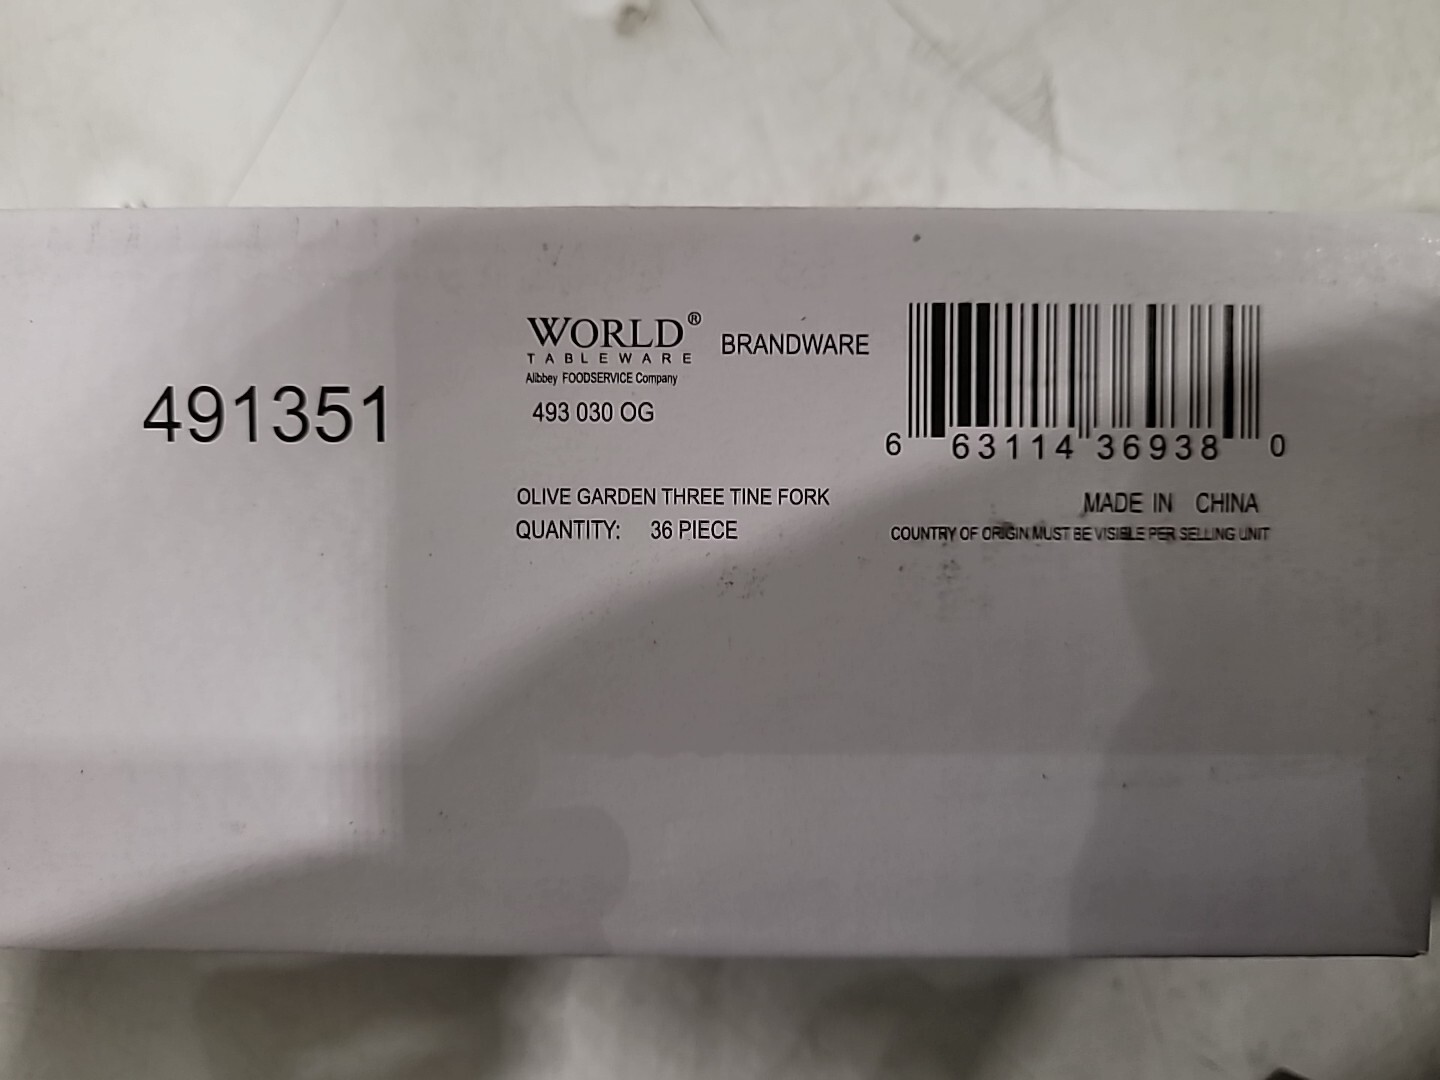 491351
WORLD®
TABLEWARE
Alibbey FOODSERVICE Company
BRANDWARE
493 030 OG
6 63114 36938 0
OLIVE GARDEN THREE TINE FORK
QUANTITY: 36 PIECE
MADE IN CHINA
COUNTRY OF ORIGIN MUST BE VISIBLE PER SELLING UNIT